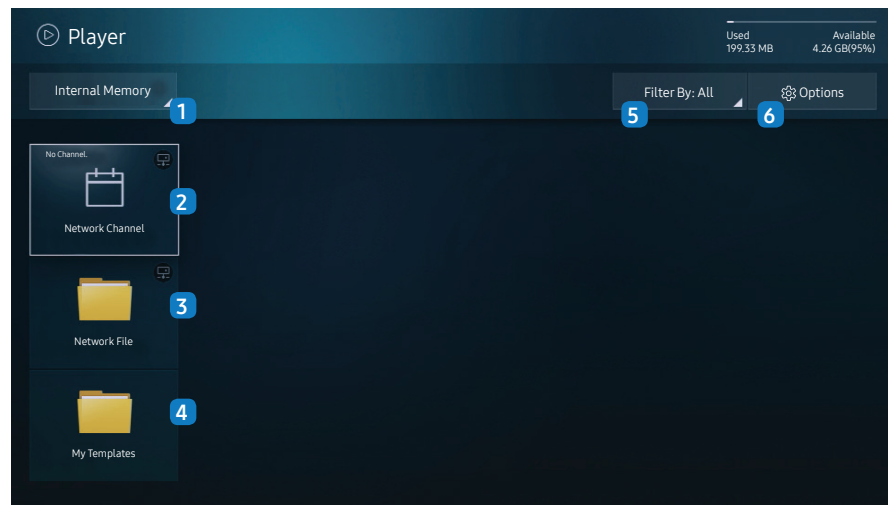 Player
Used Available
199.33 MB 4.26 GB(95%)
Internal Memory
1
Filter By: All
5
Options
6
No Channel.
Network Channel
2
Network File
3
My Templates
4